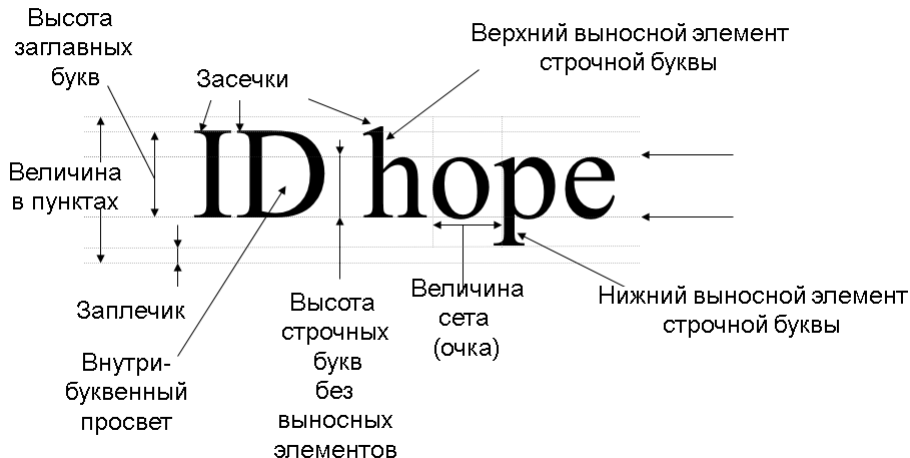 Высота
заглавных
букв
Верхний выносной элемент
строчной буквы
Засечки
ID hope
Величина
в пунктах
Заплечик
Внутри-
буквенный
просвет
Высота
строчных
букв
без
выносных
элементов
Величина
сета
(очка)
Нижний выносной элемент
строчной буквы